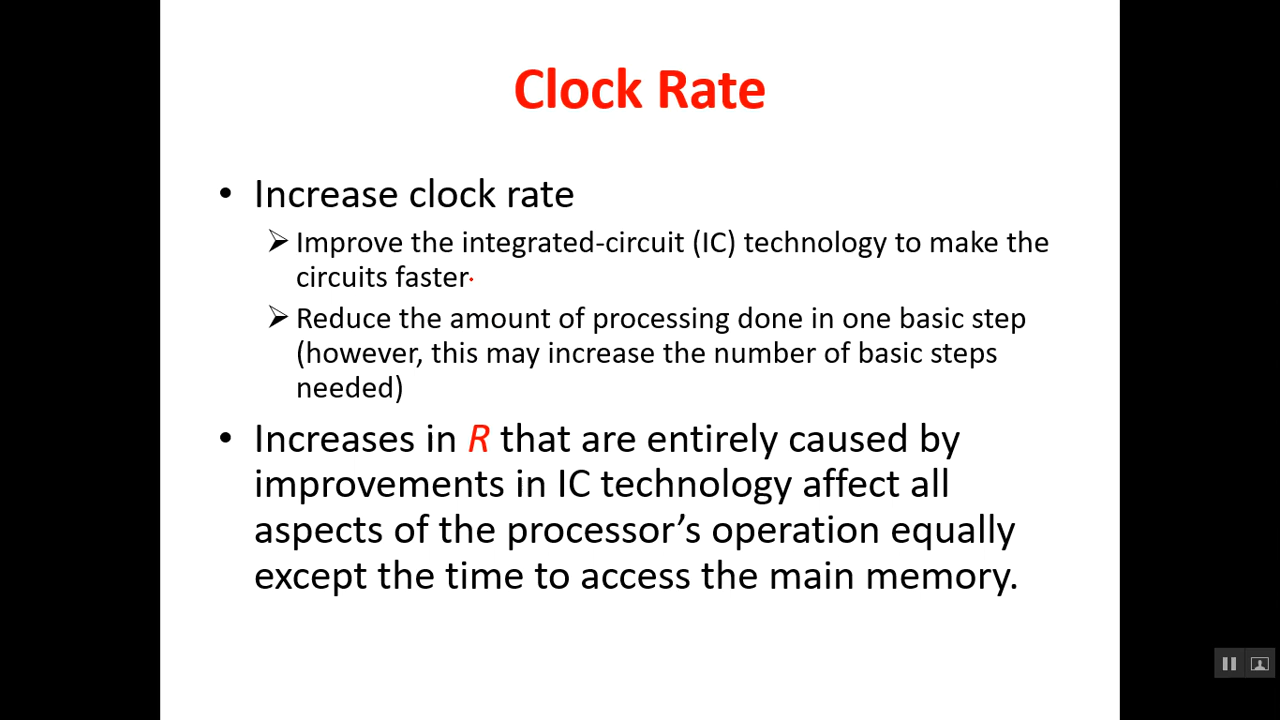 Clock Rate
• Increase clock rate
➢ Improve the integrated-circuit (IC) technology to make the
circuits faster
➢ Reduce the amount of processing done in one basic step
(however, this may increase the number of basic steps
needed)
• Increases in R that are entirely caused by
improvements in IC technology affect all
aspects of the processor’s operation equally
except the time to access the main memory.